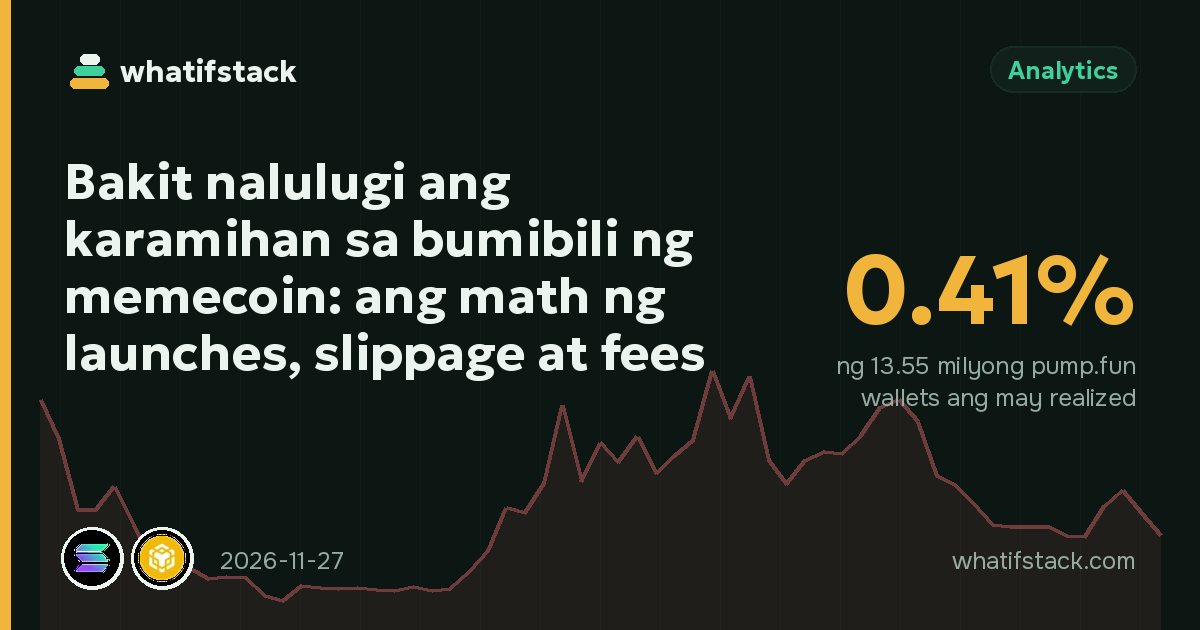 whatifstack
Analytics
Bakit nalulugi ang
karamihan sa bumibili ng
memecoin: ang math ng
launches, slippage at fees
0.41%
ng 13.55 milyong pump.fun
wallets ang may realized
2026-11-27
whatifstack.com